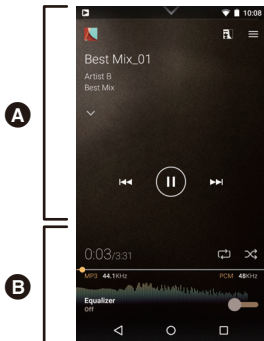 A
10:08
Best Mix_01
Artist B
Best Mix
0:03/3:31
MP3 44.1KHz
PCM 48KHz
B
Equalizer
Off